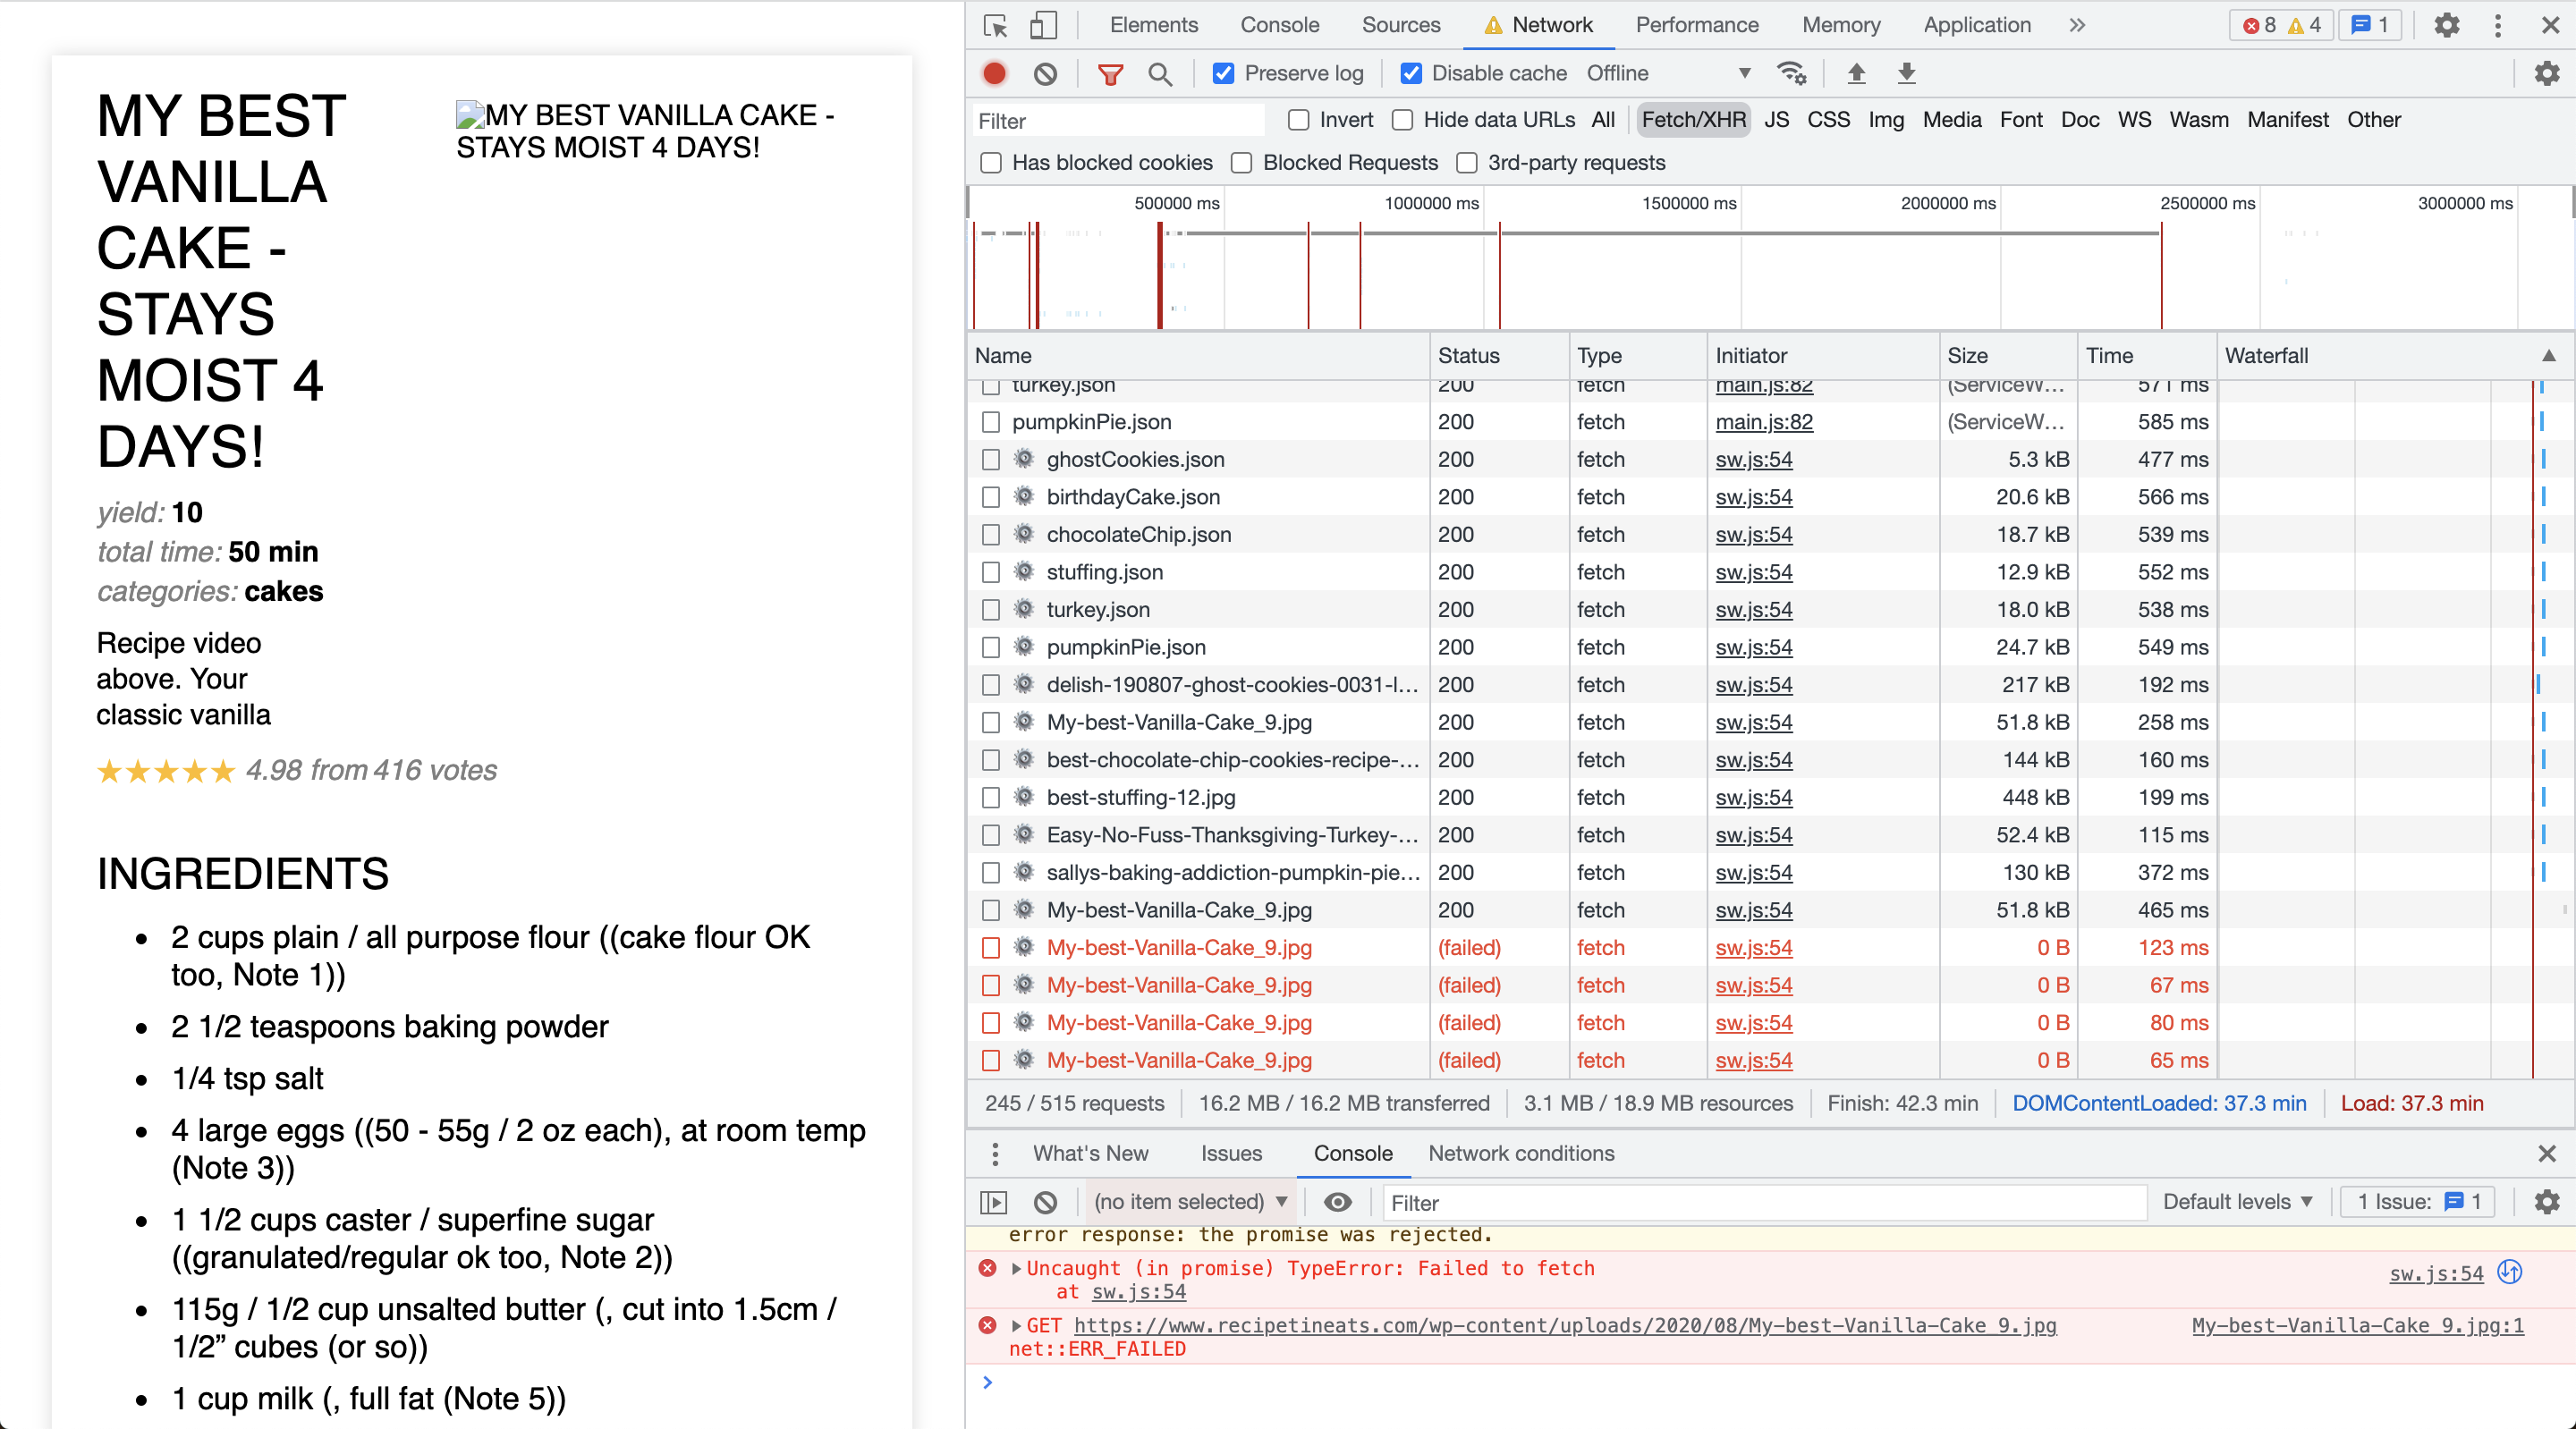 MY BEST
VANILLA
CAKE -
STAYS
MOIST 4
DAYS!
MY BEST VANILLA CAKE -
STAYS MOIST 4 DAYS!
yield: 10
total time: 50 min
categories: cakes
Recipe video
above. Your
classic vanilla
4.98 from 416 votes
INGREDIENTS
2 cups plain / all purpose flour ((cake flour OK
too, Note 1))
2 1/2 teaspoons baking powder
1/4 tsp salt
4 large eggs ((50 - 55g / 2 oz each), at room temp
(Note 3))
1 1/2 cups caster / superfine sugar
((granulated/regular ok too, Note 2))
115g / 1/2 cup unsalted butter (, cut into 1.5cm /
1/2” cubes (or so))
1 cup milk (, full fat (Note 5))
Elements Console Sources Network Performance Memory Application 8 4 1
Preserve log Disable cache Offline
Filter Invert Hide data URLs All Fetch/XHR JS CSS Img Media Font Doc WS Wasm Manifest Other
Has blocked cookies Blocked Requests 3rd-party requests
500000 ms 1000000 ms 1500000 ms 2000000 ms 2500000 ms 3000000 ms
Name Status Type Initiator Size Time Waterfall
turkey.json 200 fetch main.js:82 (ServiceW... 571 ms
pumpkinPie.json 200 fetch main.js:82 (ServiceW... 585 ms
ghostCookies.json 200 fetch sw.js:54 5.3 kB 477 ms
birthdayCake.json 200 fetch sw.js:54 20.6 kB 566 ms
chocolateChip.json 200 fetch sw.js:54 18.7 kB 539 ms
stuffing.json 200 fetch sw.js:54 12.9 kB 552 ms
turkey.json 200 fetch sw.js:54 18.0 kB 538 ms
pumpkinPie.json 200 fetch sw.js:54 24.7 kB 549 ms
delish-190807-ghost-cookies-0031-l... 200 fetch sw.js:54 217 kB 192 ms
My-best-Vanilla-Cake_9.jpg 200 fetch sw.js:54 51.8 kB 258 ms
best-chocolate-chip-cookies-recipe-... 200 fetch sw.js:54 144 kB 160 ms
best-stuffing-12.jpg 200 fetch sw.js:54 448 kB 199 ms
Easy-No-Fuss-Thanksgiving-Turkey-... 200 fetch sw.js:54 52.4 kB 115 ms
sallys-baking-addiction-pumpkin-pie... 200 fetch sw.js:54 130 kB 372 ms
My-best-Vanilla-Cake_9.jpg 200 fetch sw.js:54 51.8 kB 465 ms
My-best-Vanilla-Cake_9.jpg (failed) fetch sw.js:54 0 B 123 ms
My-best-Vanilla-Cake_9.jpg (failed) fetch sw.js:54 0 B 67 ms
My-best-Vanilla-Cake_9.jpg (failed) fetch sw.js:54 0 B 80 ms
My-best-Vanilla-Cake_9.jpg (failed) fetch sw.js:54 0 B 65 ms
245 / 515 requests 16.2 MB / 16.2 MB transferred 3.1 MB / 18.9 MB resources Finish: 42.3 min DOMContentLoaded: 37.3 min Load: 37.3 min
What's New Issues Console Network conditions
(no item selected) Filter Default levels 1 Issue: 1
error response: the promise was rejected.
Uncaught (in promise) TypeError: Failed to fetch sw.js:54
at sw.js:54
GET https://www.recipetineats.com/wp-content/uploads/2020/08/My-best-Vanilla-Cake_9.jpg My-best-Vanilla-Cake_9.jpg:1
net::ERR_FAILED